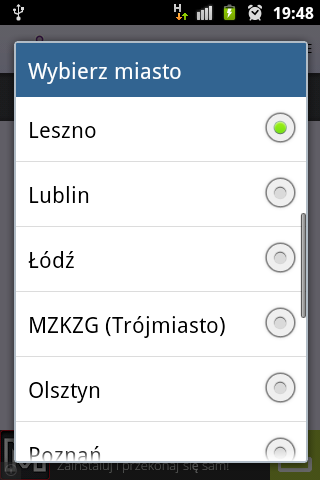 H
19:48
Wybierz miasto
Leszno
Lublin
Łódź
MZKZG (Trójmiasto)
Olsztyn
Poznań
Zainstaluj i przekonaj się sam!